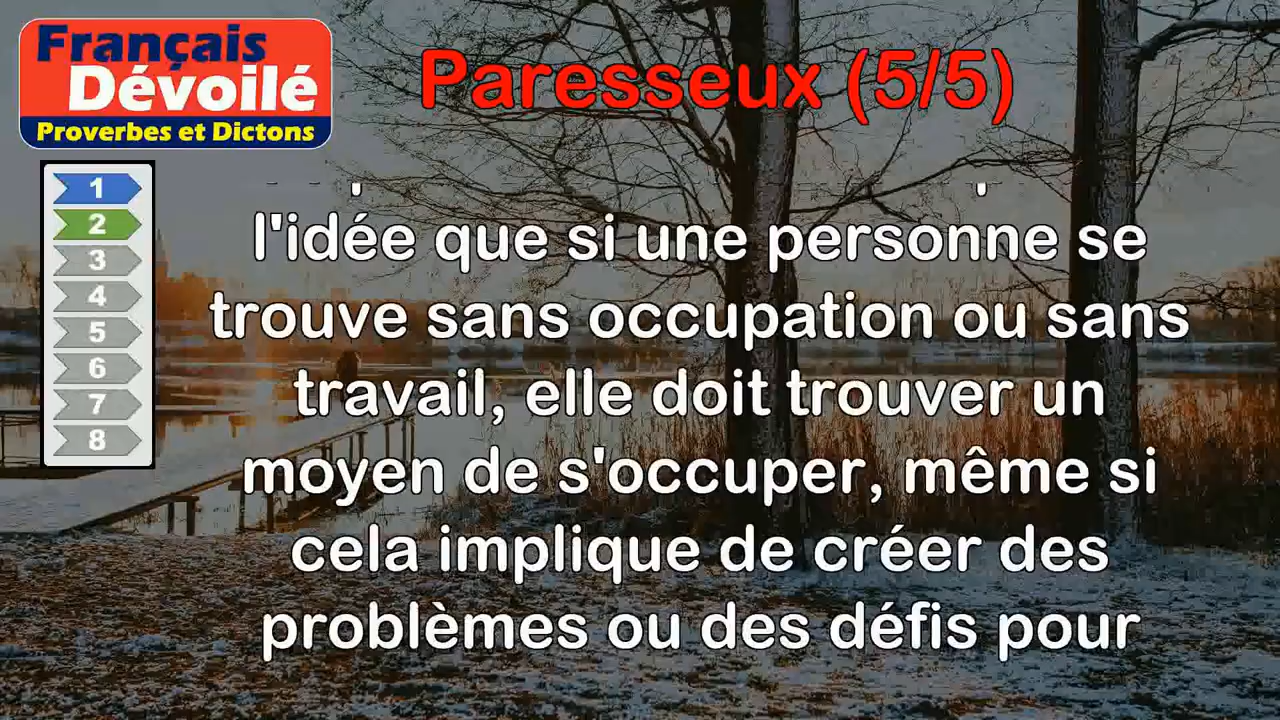 Français
Dévoilé
Proverbes et Dictons
Paresseux (5/5)
1
2
3
4
5
6
7
8
l'idée que si une personne se
trouve sans occupation ou sans
travail, elle doit trouver un
moyen de s'occuper, même si
cela implique de créer des
problèmes ou des défis pour